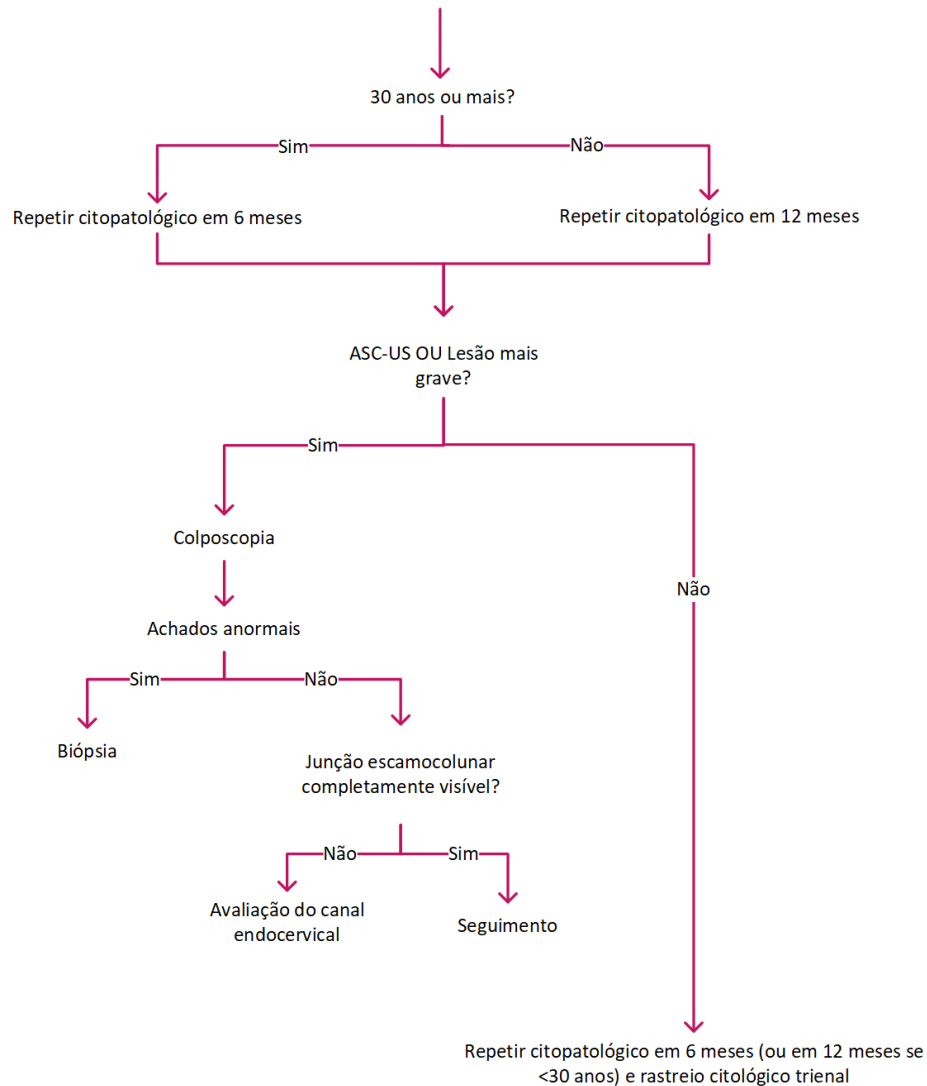 30 anos ou mais?
Sim
Não
Repetir citopatológico em 6 meses
Repetir citopatológico em 12 meses
ASC-US OU Lesão mais
grave?
Sim
Não
Colposcopia
Achados anormais
Sim
Não
Biópsia
Junção escamocolunar
completamente visível?
Não
Sim
Avaliação do canal
endocervical
Seguimento
Repetir citopatológico em 6 meses (ou em 12 meses se
<30 anos) e rastreio citológico trienal